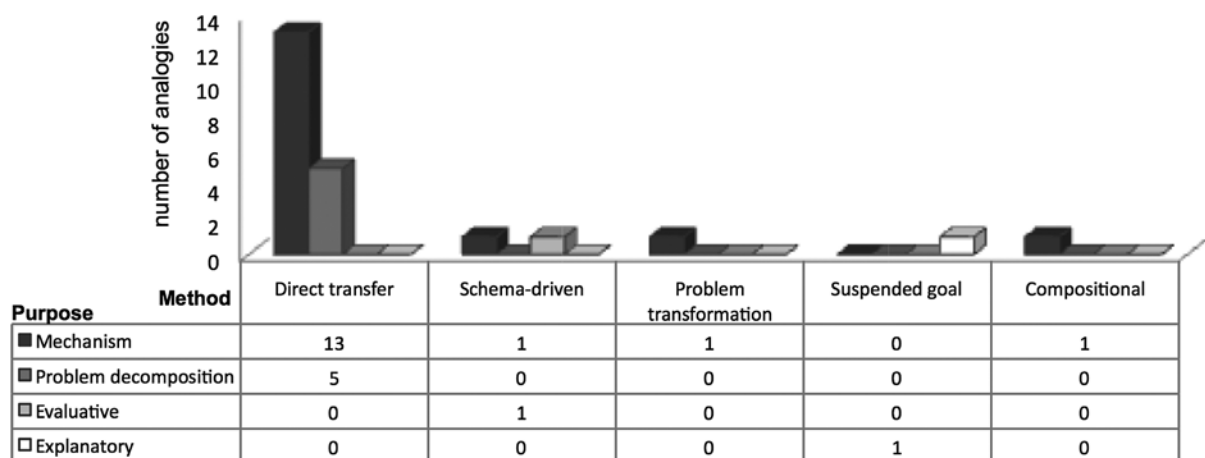 number of analogies
14
12
10
8
6
4
2
0
Method Direct transfer Schema-driven Problem transformation Suspended goal Compositional
Purpose
Mechanism 13 1 1 0 1
Problem decomposition 5 0 0 0 0
Evaluative 0 1 0 0 0
Explanatory 0 0 0 1 0